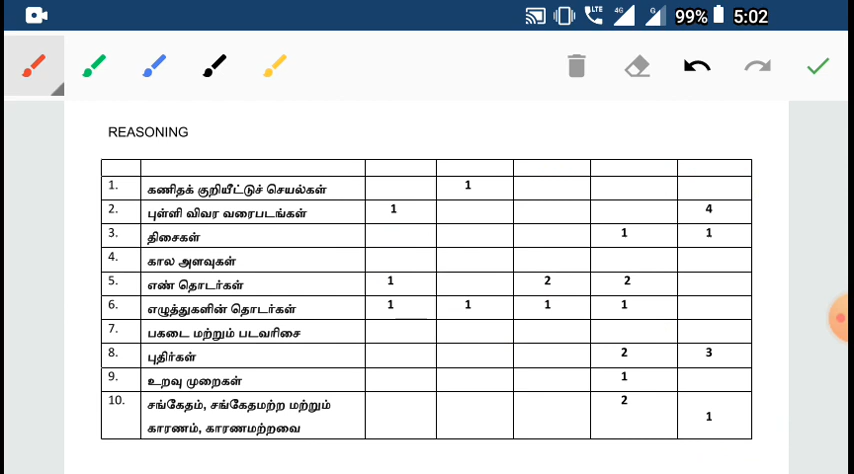 LTE 4G G 99% 5:02
REASONING
1. கணிதக் குறியீட்டுச் செயல்கள் 1
2. புள்ளி விவர வரைபடங்கள் 1 4
3. திசைகள் 1 1
4. கால அளவுகள்
5. எண் தொடர்கள் 1 2 2
6. எழுத்துகளின் தொடர்கள் 1 1 1 1
7. பகடை மற்றும் படவரிசை
8. புதிர்கள் 2 3
9. உறவு முறைகள் 1
10. சங்கேதம், சங்கேதமற்ற மற்றும் 2
காரணம், காரணமற்றவை 1